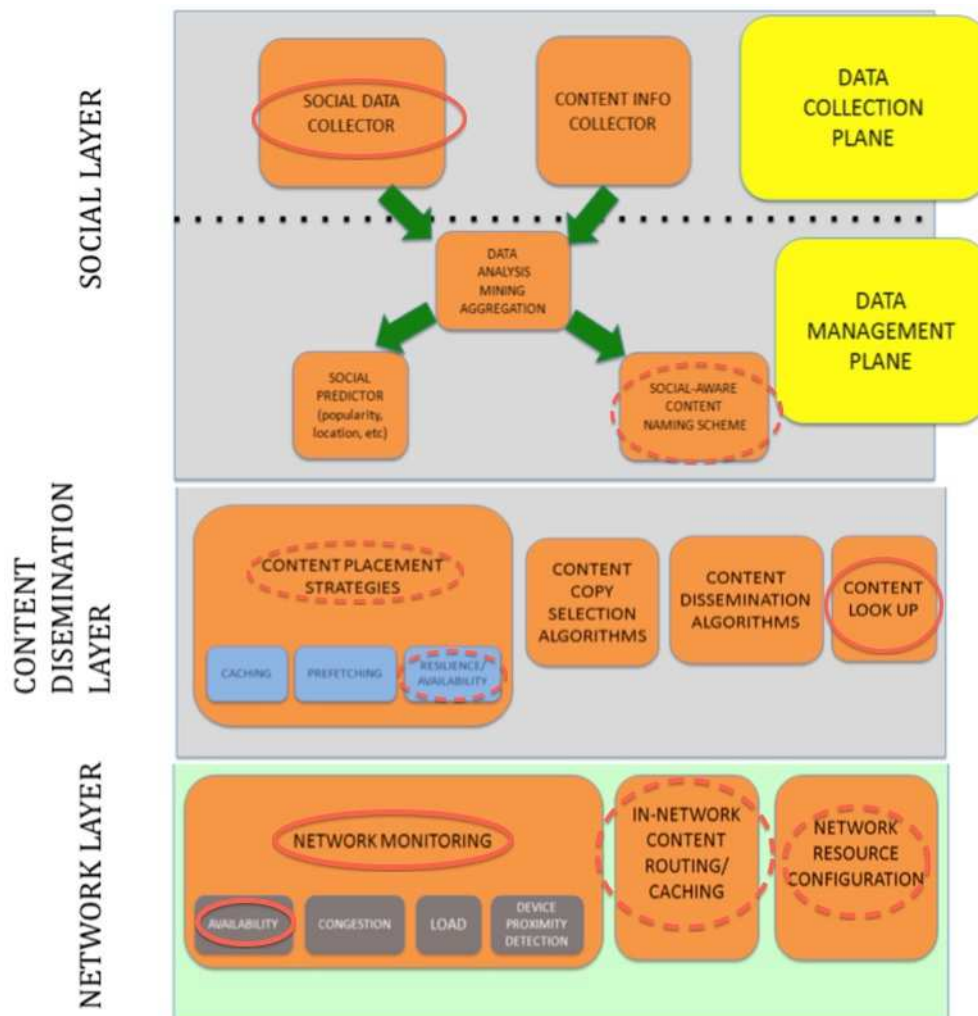 SOCIAL LAYER
SOCIAL DATA
COLLECTOR
CONTENT INFO
COLLECTOR
DATA
COLLECTION
PLANE
DATA
ANALYSIS
MINING
AGGREGATION
DATA
MANAGEMENT
PLANE
SOCIAL
PREDICTOR
(popularity,
location, etc)
SOCIAL-AWARE
CONTENT
NAMING SCHEME
CONTENT
DISEMINATION
LAYER
CONTENT PLACEMENT
STRATEGIES
CACHING
PREFETCHING
RESILIENCE/
AVAILABILITY
CONTENT
COPY
SELECTION
ALGORITHMS
CONTENT
DISSEMINATION
ALGORITHMS
CONTENT
LOOK UP
NETWORK LAYER
NETWORK MONITORING
AVAILABILITY
CONGESTION
LOAD
DEVICE
PROXIMITY
DETECTION
IN-NETWORK
CONTENT
ROUTING/
CACHING
NETWORK
RESOURCE
CONFIGURATION